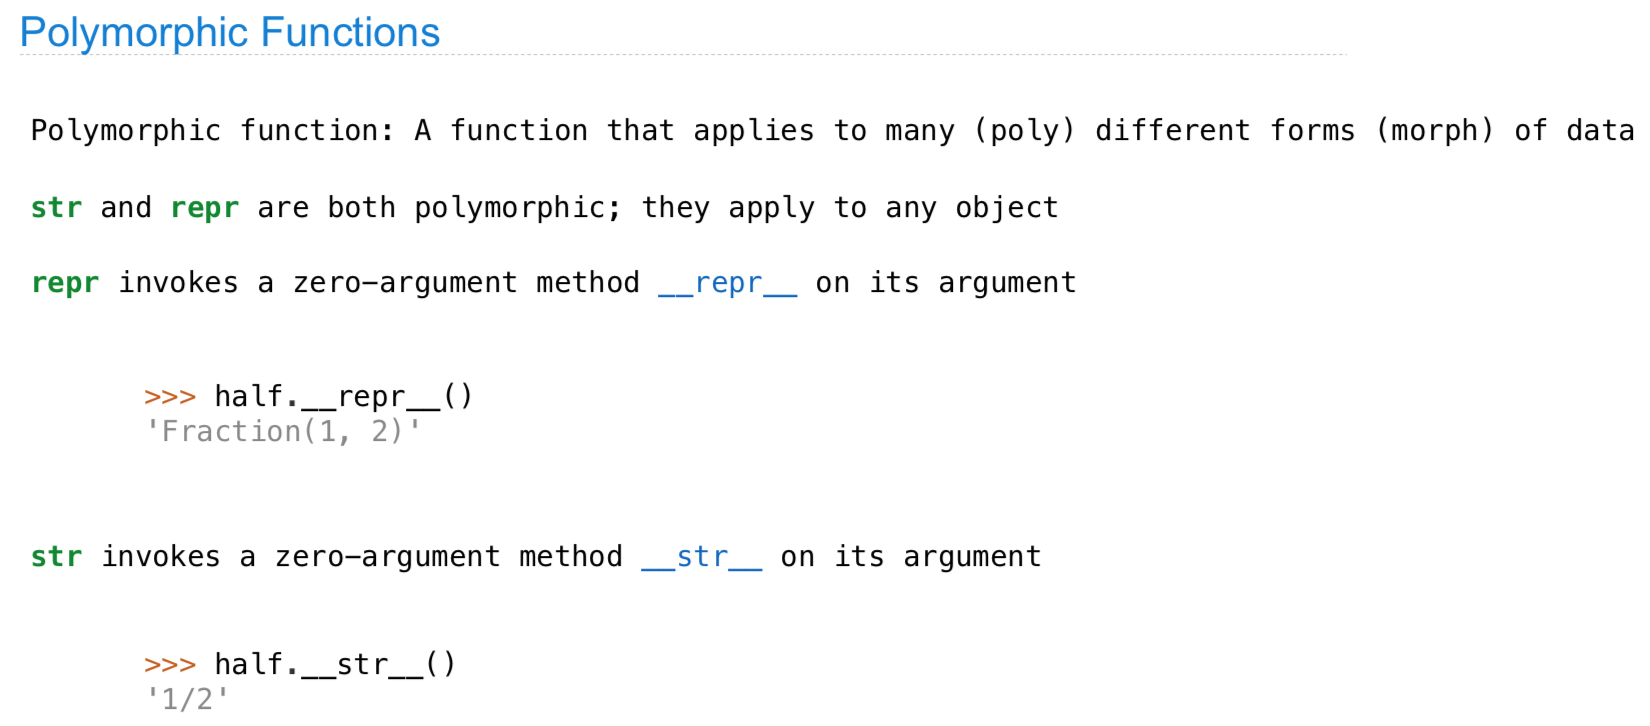 Polymorphic Functions
Polymorphic function: A function that applies to many (poly) different forms (morph) of data
str and repr are both polymorphic; they apply to any object
repr invokes a zero-argument method __repr__ on its argument
>>> half.__repr__()
'Fraction(1, 2)'
str invokes a zero-argument method __str__ on its argument
>>> half.__str__()
'1/2'